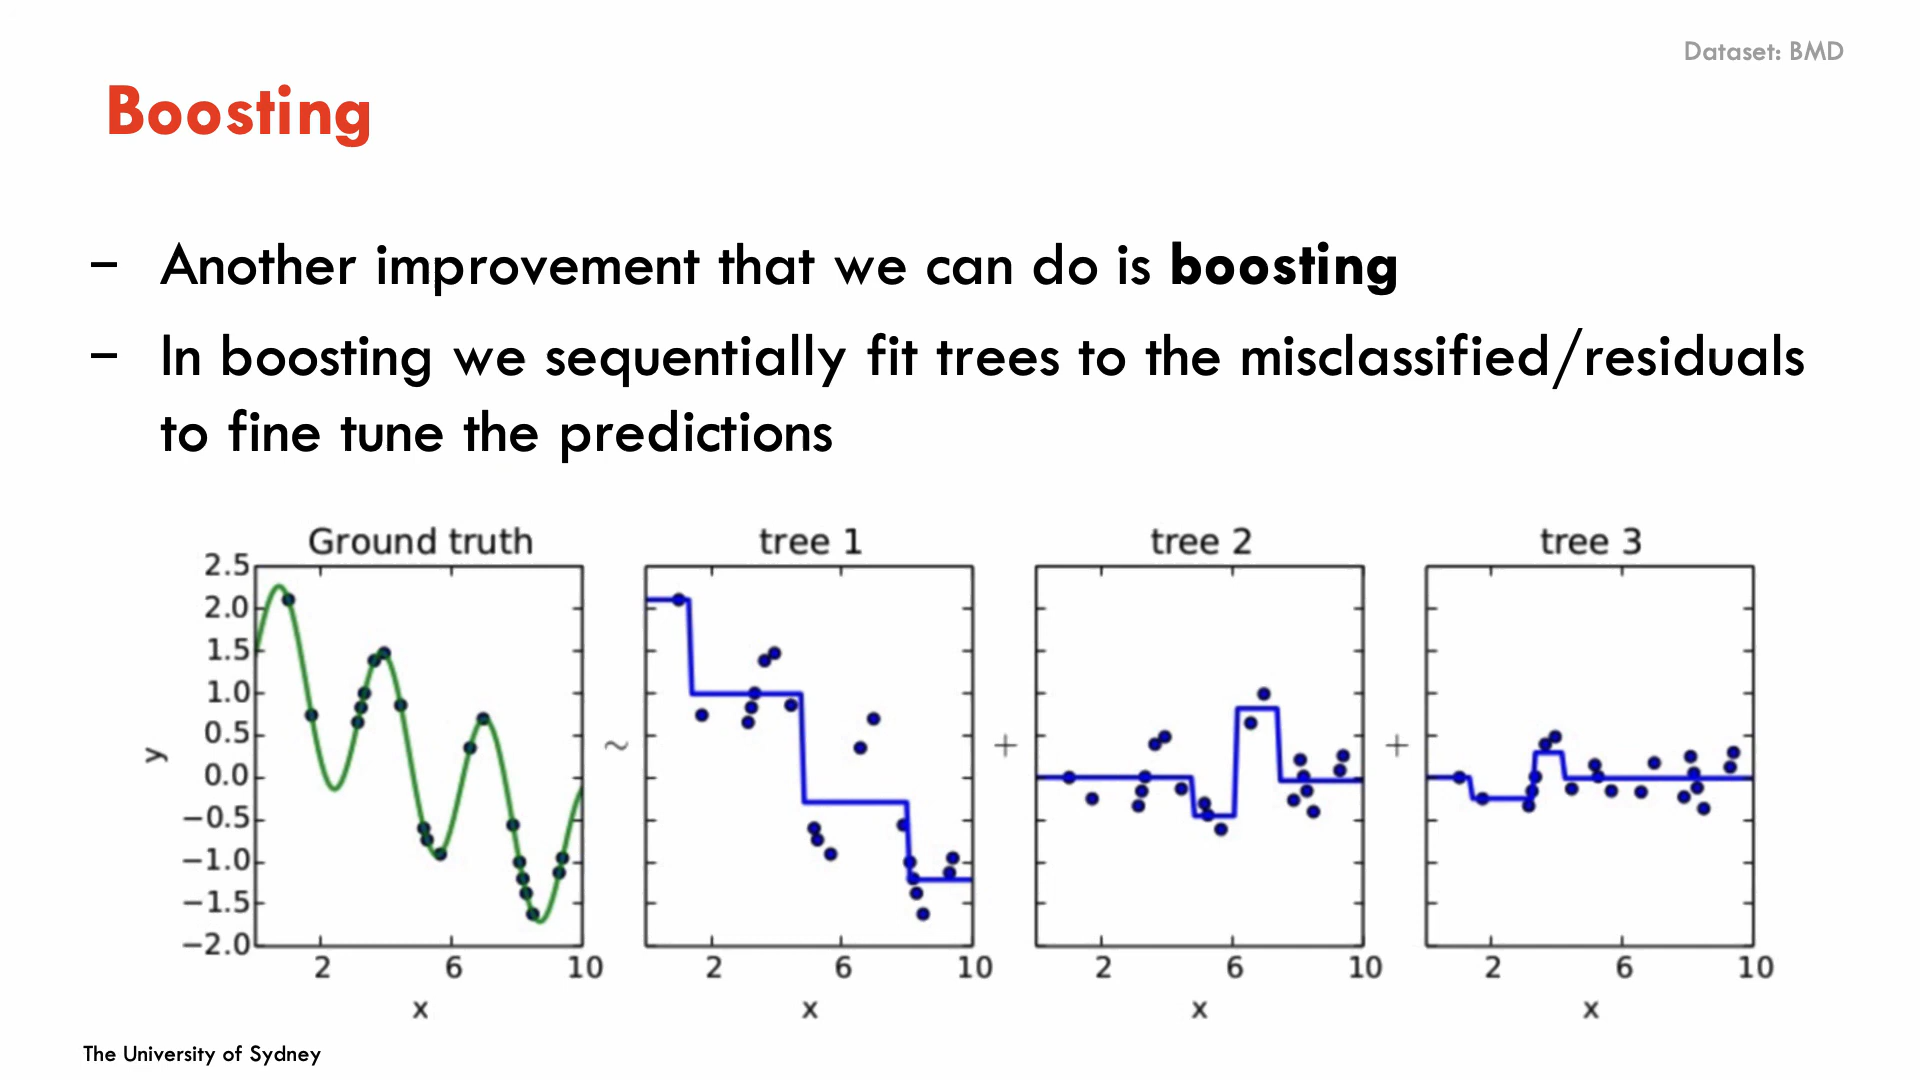 Dataset: BMD
Boosting
– Another improvement that we can do is boosting
– In boosting we sequentially fit trees to the misclassified/residuals
to fine tune the predictions
Ground truth tree 1 tree 2 tree 3
2.5
2.0
1.5
1.0
0.5
0.0
−0.5
−1.0
−1.5
−2.0
y
~ + +
2 6 10 2 6 10 2 6 10 2 6 10
x x x x
The University of Sydney